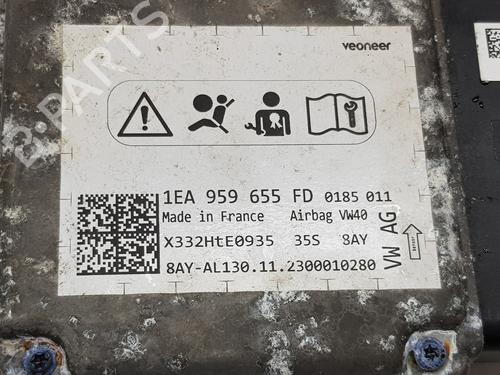 B-PARTS
veoneer
1EA 959 655 FD 0185 011
Made in France Airbag VW40
X332HtE0935 35S 8AY
8AY-AL130.11.2300010280
VW AG